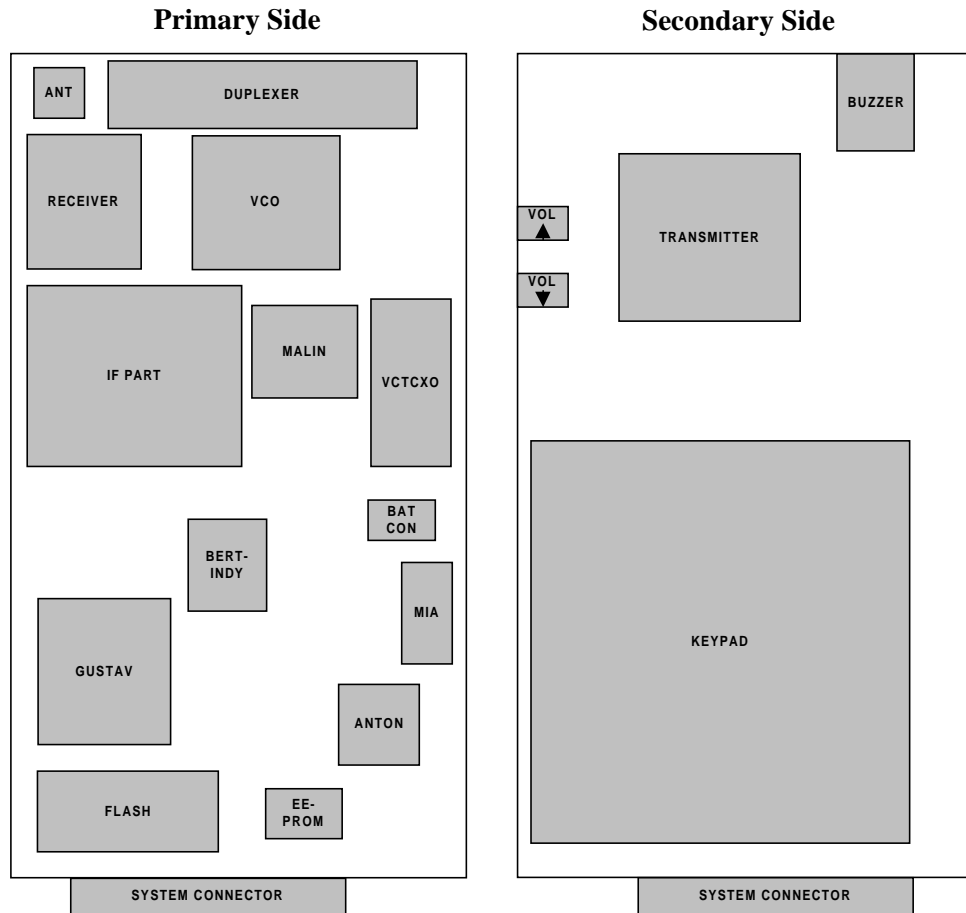 Primary Side
ANT
DUPLEXER
RECEIVER
VCO
IF PART
MALIN
VCTCXO
BAT
CON
BERT-
INDY
MIA
GUSTAV
ANTON
FLASH
EE-
PROM
SYSTEM CONNECTOR
Secondary Side
BUZZER
VOL
TRANSMITTER
VOL
KEYPAD
SYSTEM CONNECTOR